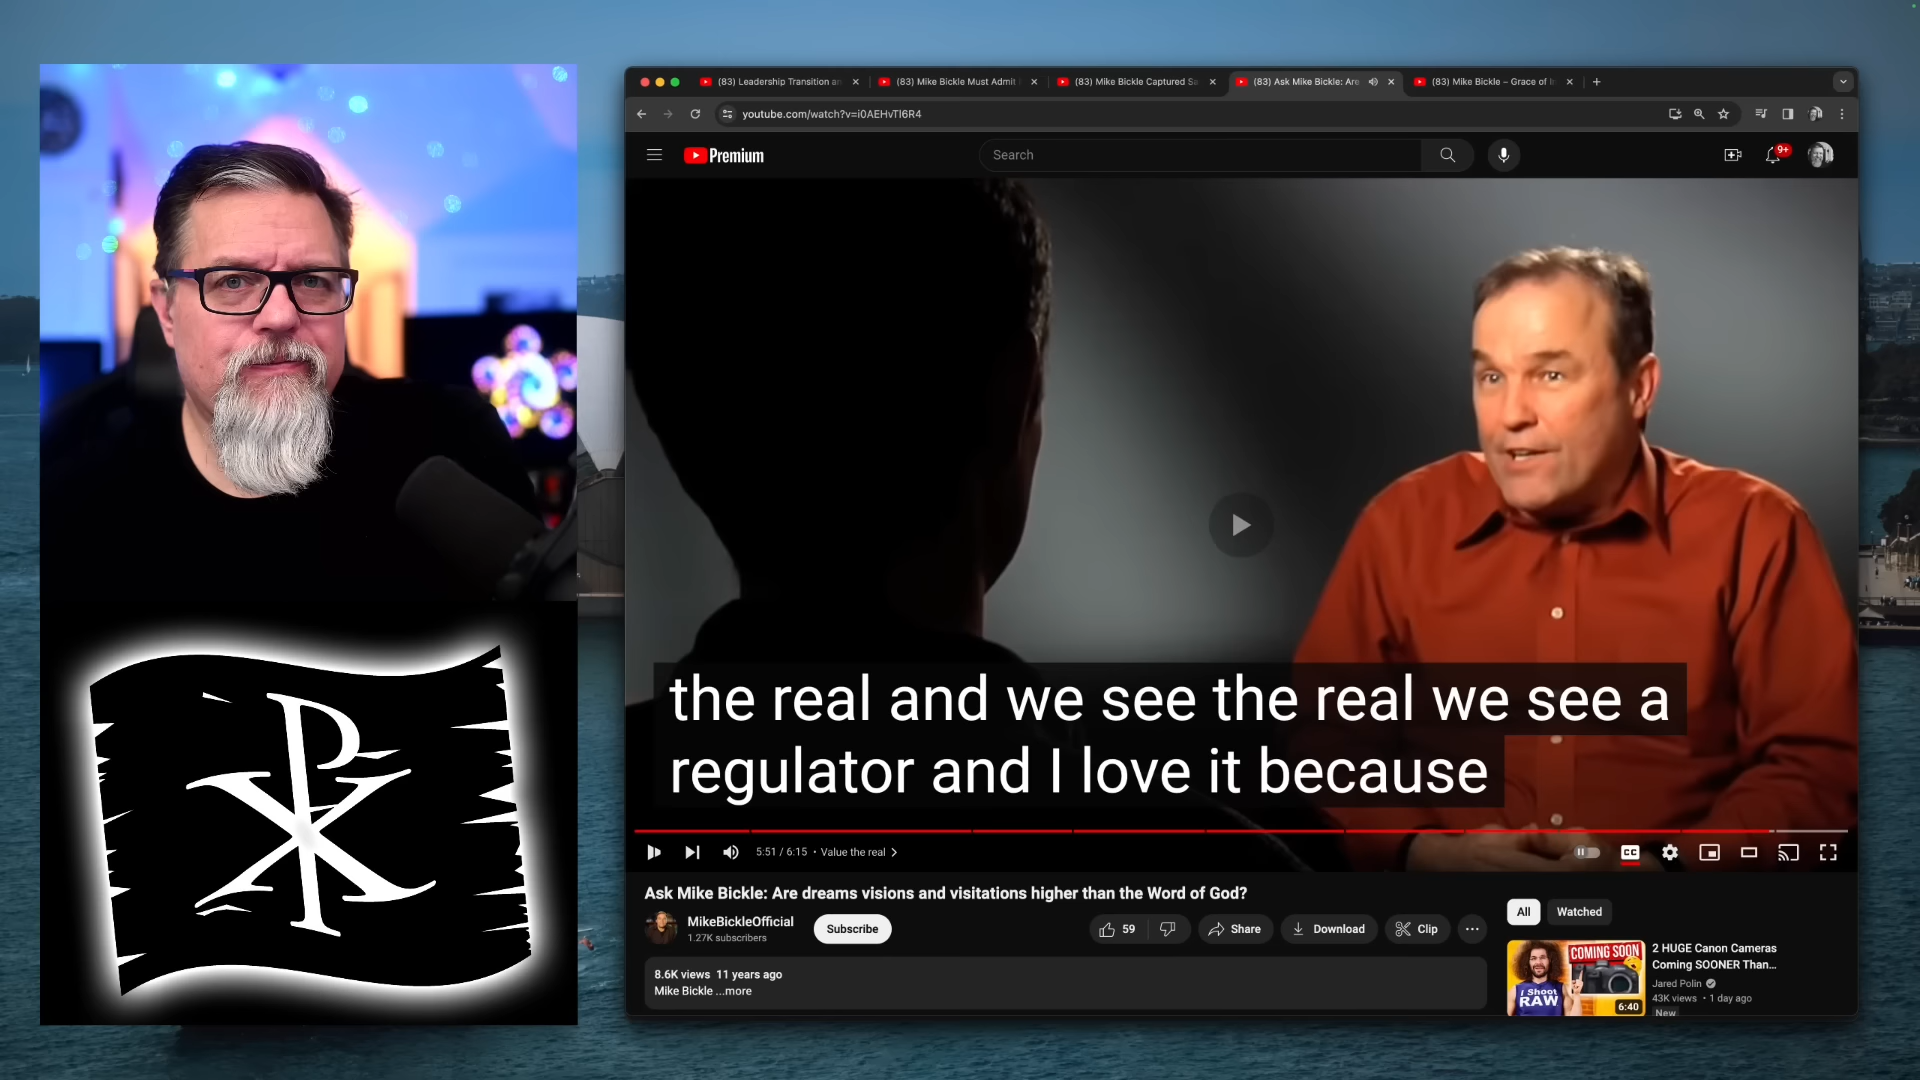 (83) Leadership Transition an
(83) Mike Bickle Must Admit
(83) Mike Bickle Captured Sa
(83) Ask Mike Bickle: Are
(83) Mike Bickle – Grace of In
youtube.com/watch?v=i0AEHvTI6R4
Premium
Search
9+
the real and we see the real we see a
regulator and I love it because
5:51 / 6:15 • Value the real
CC
Ask Mike Bickle: Are dreams visions and visitations higher than the Word of God?
MikeBickleOfficial
1.27K subscribers
Subscribe
59
Share
Download
Clip
8.6K views 11 years ago
Mike Bickle ...more
All
Watched
COMING SOON
I Shoot
RAW
6:40
2 HUGE Canon Cameras
Coming SOONER Than...
Jared Polin
43K views • 1 day ago
New